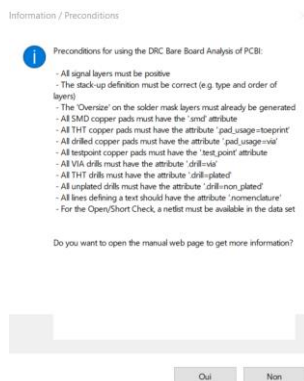 Information / Preconditions
Preconditions for using the DRC Bare Board Analysis of PCBI:
- All signal layers must be positive
- The stack-up definition must be correct (e.g. type and order of
layers)
- The 'Oversize' on the solder mask layers must already be generated
- All SMD copper pads must have the '.smd' attribute
- All THT copper pads must have the attribute '.pad_usage=toeprint'
- All drilled copper pads must have the attribute '.pad_usage=via'
- All testpoint copper pads must have the '.test_point' attribute
- All VIA drills must have the attribute '.drill=via'
- All THT drills must have the attribute '.drill=plated'
- All unplated drills must have the attribute '.drill=non_plated'
- All lines defining a text should have the attribute '.nomenclature'
- For the Open/Short Check, a netlist must be available in the data set
Do you want to open the manual web page to get more information?
Oui
Non